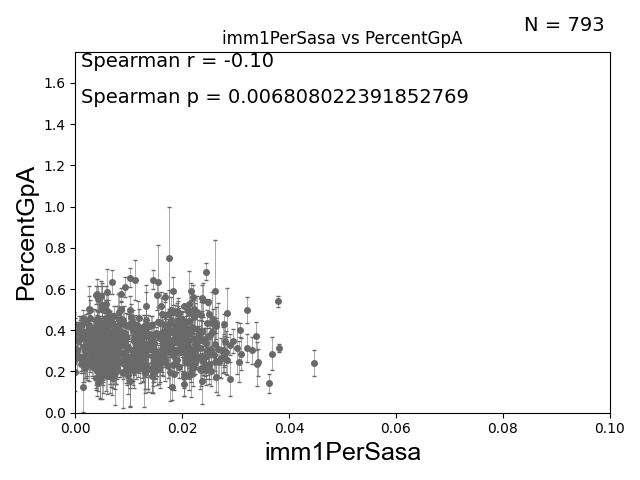 N = 793
imm1PerSasa vs PercentGpA
Spearman r = -0.10
Spearman p = 0.006808022391852769
PercentGpA
1.6
1.4
1.2
1.0
0.8
0.6
0.4
0.2
0.0
0.00 0.02 0.04 0.06 0.08 0.10
imm1PerSasa